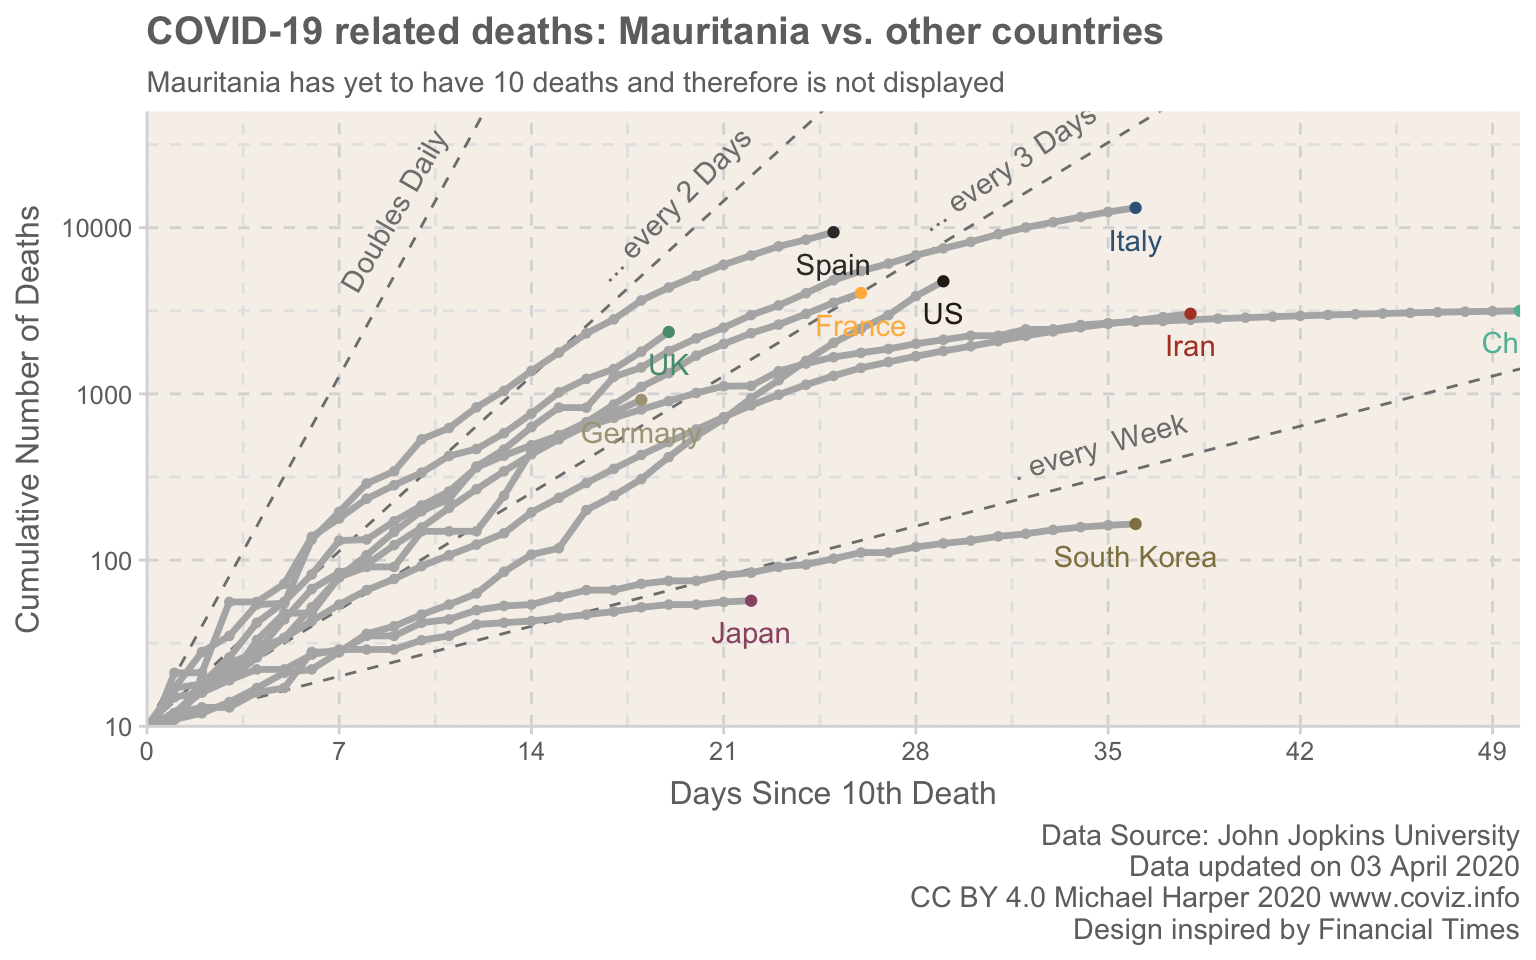 COVID-19 related deaths: Mauritania vs. other countries
Mauritania has yet to have 10 deaths and therefore is not displayed
Cumulative Number of Deaths
10000
1000
100
10
Doubles Daily
... every 2 Days
... every 3 Days
. every  Week
Spain
Italy
US
France
UK
Iran
Ch
Germany
South Korea
Japan
0 7 14 21 28 35 42 49
Days Since 10th Death
Data Source: John Jopkins University
Data updated on 03 April 2020
CC BY 4.0 Michael Harper 2020 www.coviz.info
Design inspired by Financial Times